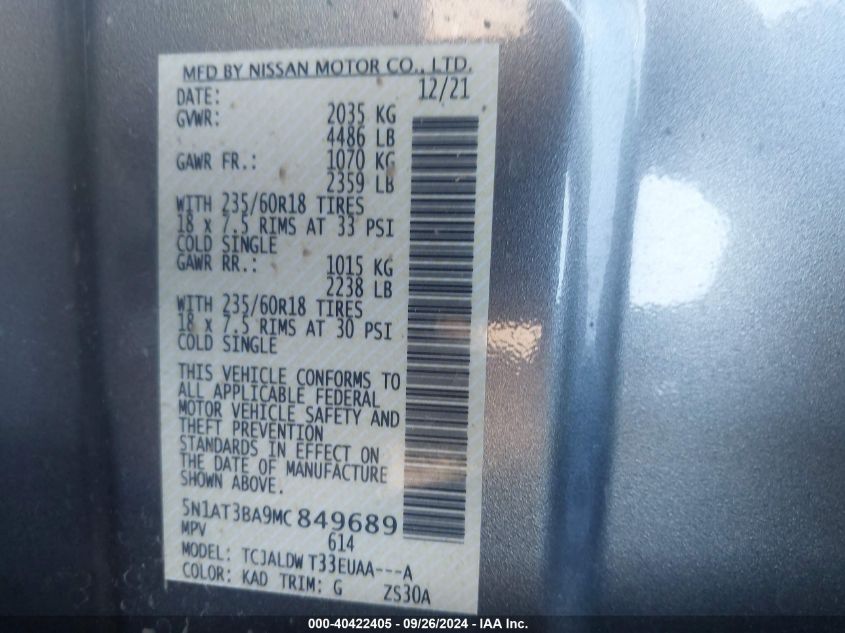 MFD BY NISSAN MOTOR CO., LTD.
DATE: 12/21
GVWR: 2035 KG
4486 LB
GAWR FR.: 1070 KG
2359 LB
WITH 235/60R18 TIRES
18 x 7.5 RIMS AT 33 PSI
COLD SINGLE
GAWR RR.: 1015 KG
2238 LB
WITH 235/60R18 TIRES
18 x 7.5 RIMS AT 30 PSI
COLD SINGLE
THIS VEHICLE CONFORMS TO
ALL APPLICABLE FEDERAL
MOTOR VEHICLE SAFETY AND
THEFT PREVENTION
STANDARDS IN EFFECT ON
THE DATE OF MANUFACTURE
SHOWN ABOVE.
5N1AT3BA9MC849689
MPV 614
MODEL: TCJALDW T33EUAA---A
COLOR: KAD TRIM: G ZS30A
000-40422405 - 09/26/2024 - IAA Inc.